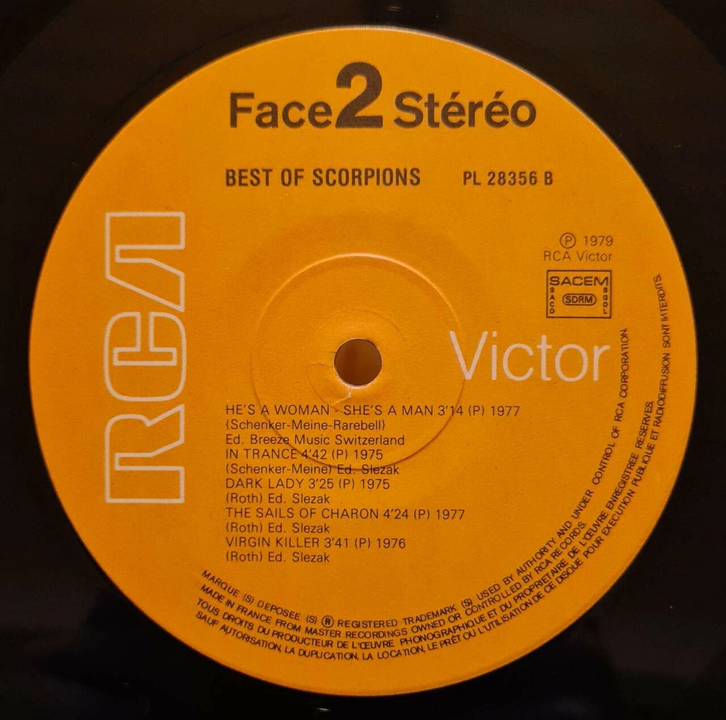 Face 2 Stéréo
BEST OF SCORPIONS PL 28356 B
Ⓟ 1979
RCA Victor
SACEM
SACD SDRM SGDL
RCA
Victor
HE'S A WOMAN - SHE'S A MAN 3'14 (P) 1977
(Schenker-Meine-Rarebell)
Ed. Breeze Music Switzerland
IN TRANCE 4'42 (P) 1975
(Schenker-Meine) Ed. Slezak
DARK LADY 3'25 (P) 1975
(Roth) Ed. Slezak
THE SAILS OF CHARON 4'24 (P) 1977
(Roth) Ed. Slezak
VIRGIN KILLER 3'41 (P) 1976
(Roth) Ed. Slezak
MARQUE (S) DEPOSEE (S) ® REGISTERED TRADEMARK (S) USED BY AUTHORITY AND UNDER CONTROL OF RCA CORPORATION.
MADE IN FRANCE FROM MASTER RECORDINGS OWNED OR CONTROLLED BY RCA RECORDS.
TOUS DROITS DU PRODUCTEUR DE L'ŒUVRE PHONOGRAPHIQUE ET DU PROPRIETAIRE DE L'ŒUVRE ENREGISTREE RESERVES.
SAUF AUTORISATION, LA DUPLICATION, LA LOCATION, LE PRÊT OU L'UTILISATION DE CE DISQUE POUR EXECUTION PUBLIQUE ET RADIODIFFUSION SONT INTERDITS.